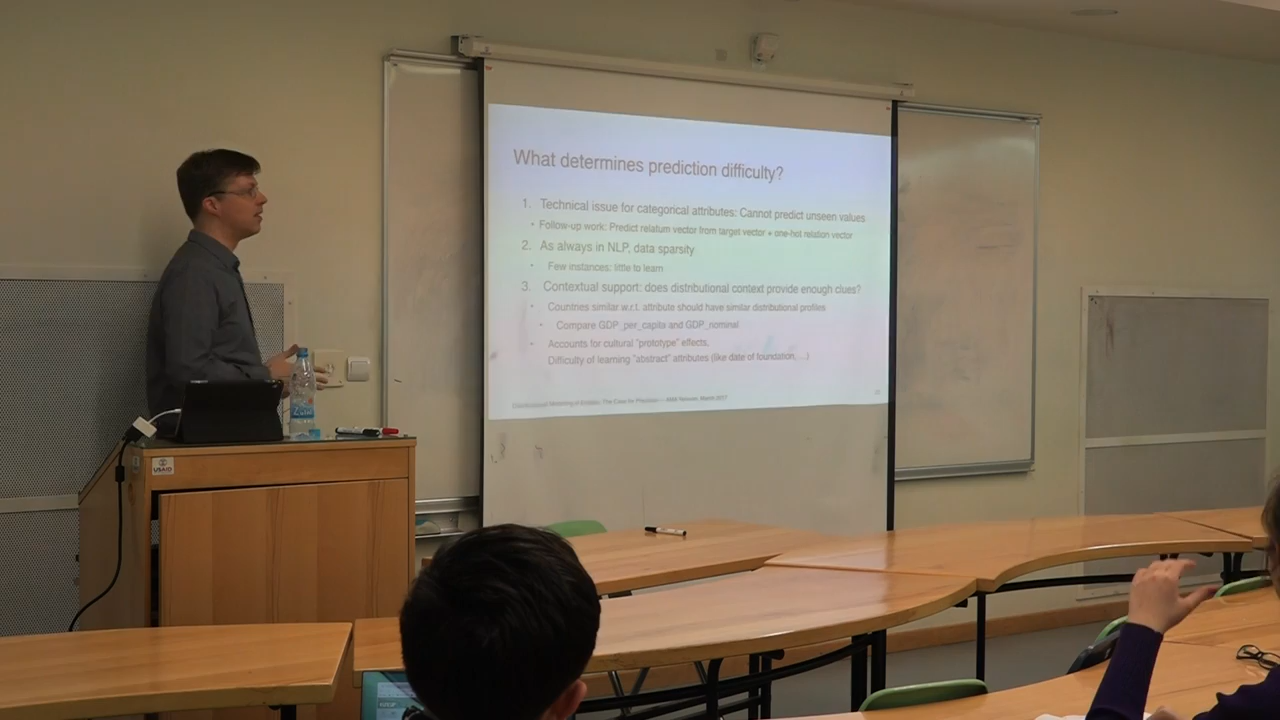 What determines prediction difficulty?
1. Technical issue for categorical attributes: Cannot predict unseen values
• Follow-up work: Predict relatum vector from target vector + one-hot relation vector
2. As always in NLP, data sparsity
• Few instances: little to learn
3. Contextual support: does distributional context provide enough clues?
• Countries similar w.r.t. attribute should have similar distributional profiles
• Compare GDP_per_capita and GDP_nominal
• Accounts for cultural "prototype" effects,
Difficulty of learning "abstract" attributes (like date of foundation, ...)
USAID